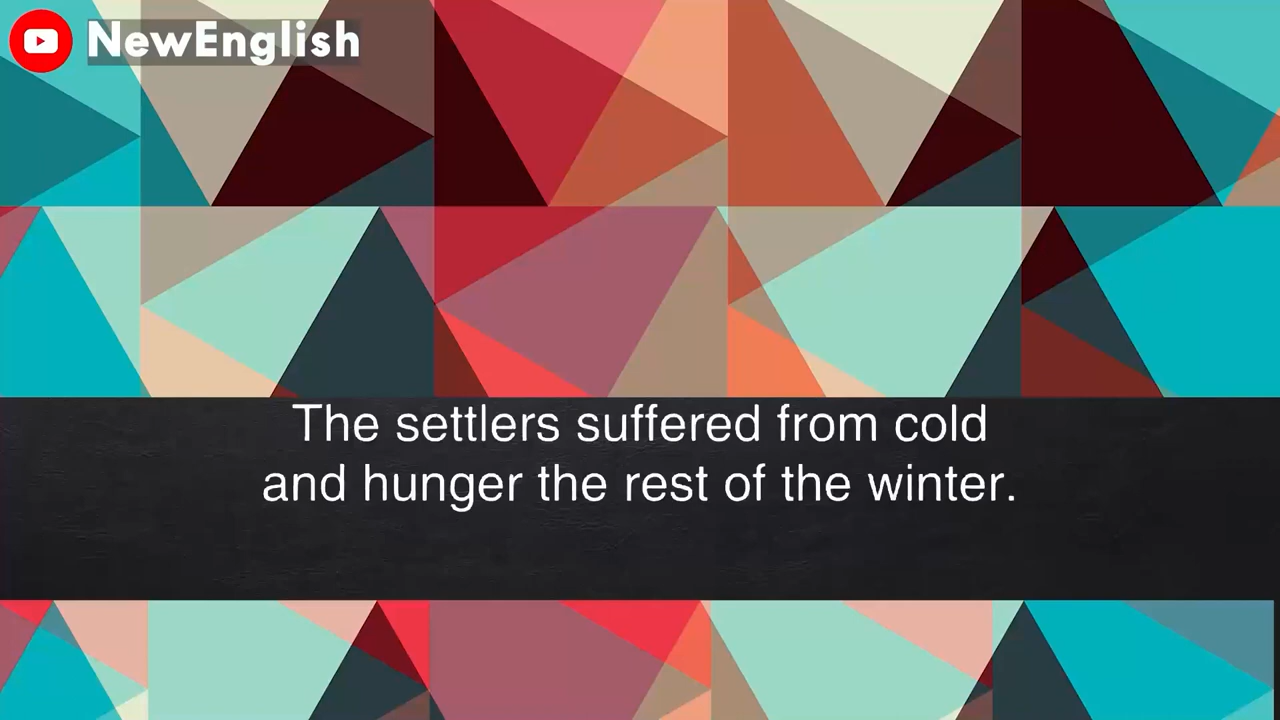 NewEnglish
The settlers suffered from cold
and hunger the rest of the winter.